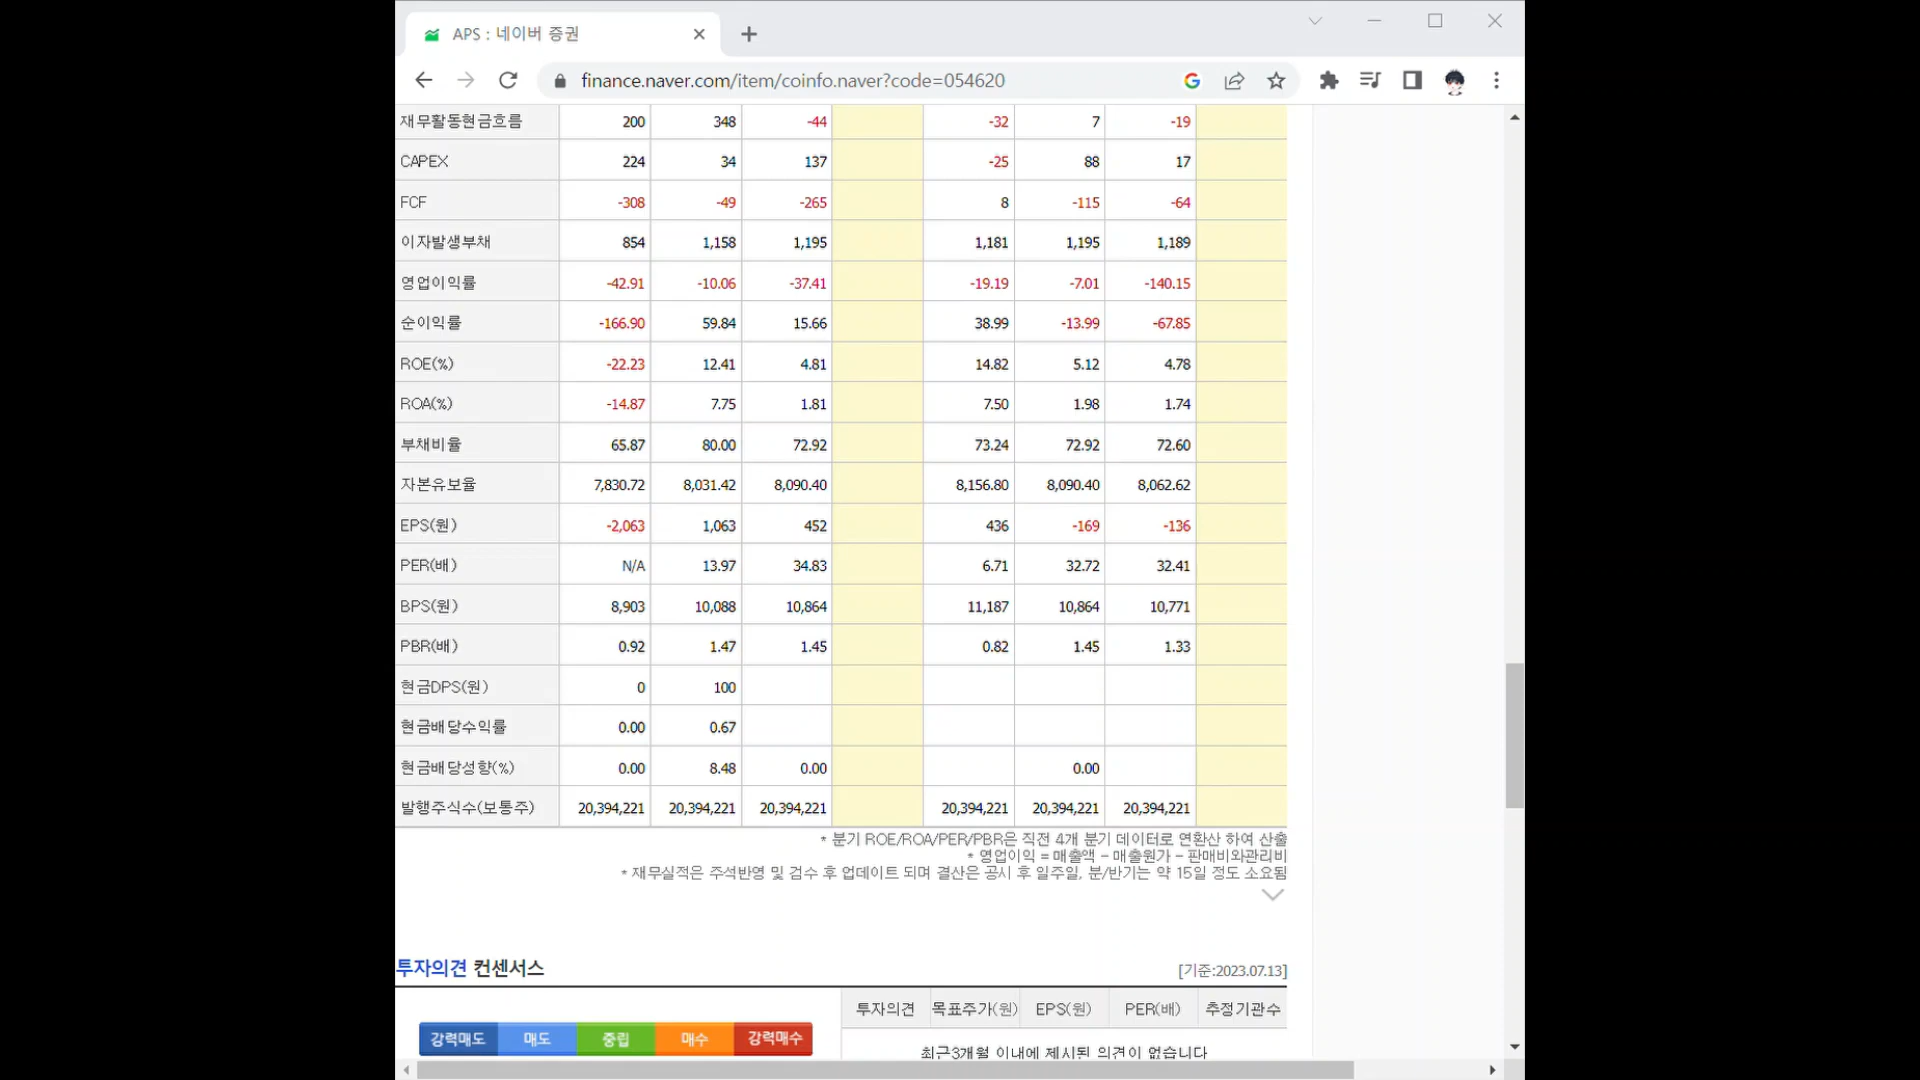 APS : 네이버 증권
finance.naver.com/item/coinfo.naver?code=054620
재무활동현금흐름 200 348 -44 -32 7 -19
CAPEX 224 34 137 -25 88 17
FCF -308 -49 -265 8 -115 -64
이자발생부채 854 1,158 1,195 1,181 1,195 1,189
영업이익률 -42.91 -10.06 -37.41 -19.19 -7.01 -140.15
순이익률 -166.90 59.84 15.66 38.99 -13.99 -67.85
ROE(%) -22.23 12.41 4.81 14.82 5.12 4.78
ROA(%) -14.87 7.75 1.81 7.50 1.98 1.74
부채비율 65.87 80.00 72.92 73.24 72.92 72.60
자본유보율 7,830.72 8,031.42 8,090.40 8,156.80 8,090.40 8,062.62
EPS(원) -2,063 1,063 452 436 -169 -136
PER(배) N/A 13.97 34.83 6.71 32.72 32.41
BPS(원) 8,903 10,088 10,864 11,187 10,864 10,771
PBR(배) 0.92 1.47 1.45 0.82 1.45 1.33
현금DPS(원) 0 100
현금배당수익률 0.00 0.67
현금배당성향(%) 0.00 8.48 0.00 0.00
발행주식수(보통주) 20,394,221 20,394,221 20,394,221 20,394,221 20,394,221 20,394,221
* 분기 ROE/ROA/PER/PBR은 직전 4개 분기 데이터로 연환산 하여 산출
* 영업이익 = 매출액 - 매출원가 - 판매비와관리비
* 재무실적은 주석반영 및 검수 후 업데이트 되며 결산은 공시 후 일주일, 분/반기는 약 15일 정도 소요됨
투자의견 컨센서스 [기준:2023.07.13]
투자의견 목표주가(원) EPS(원) PER(배) 추정기관수
강력매도 매도 중립 매수 강력매수
최근3개월 이내에 제시된 의견이 없습니다